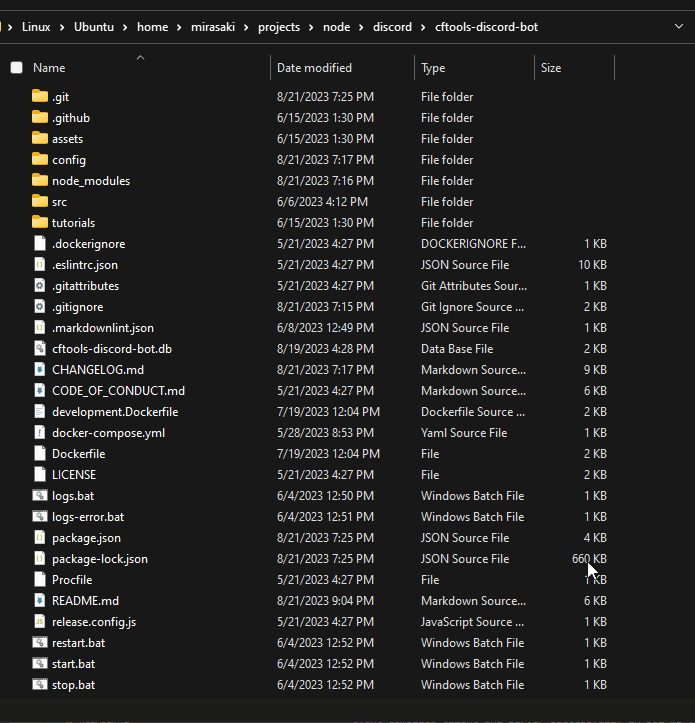 Linux > Ubuntu > home > mirasaki > projects > node > discord > cftools-discord-bot
Name Date modified Type Size
.git 8/21/2023 7:25 PM File folder
.github 6/15/2023 1:30 PM File folder
assets 6/15/2023 1:30 PM File folder
config 8/21/2023 7:17 PM File folder
node_modules 8/21/2023 7:16 PM File folder
src 6/6/2023 4:12 PM File folder
tutorials 6/15/2023 1:30 PM File folder
.dockerignore 5/21/2023 4:27 PM DOCKERIGNORE F... 1 KB
.eslintrc.json 5/21/2023 4:27 PM JSON Source File 10 KB
.gitattributes 5/21/2023 4:27 PM Git Attributes Sour... 1 KB
.gitignore 8/21/2023 7:15 PM Git Ignore Source ... 2 KB
.markdownlint.json 6/8/2023 12:49 PM JSON Source File 1 KB
cftools-discord-bot.db 8/19/2023 4:28 PM Data Base File 1 KB
CHANGELOG.md 8/21/2023 7:17 PM Markdown Source... 9 KB
CODE_OF_CONDUCT.md 5/21/2023 4:27 PM Markdown Source... 6 KB
development.Dockerfile 7/19/2023 12:04 PM Dockerfile Source ... 2 KB
docker-compose.yml 5/28/2023 8:53 PM Yaml Source File 1 KB
Dockerfile 7/19/2023 12:04 PM File 2 KB
LICENSE 5/21/2023 4:27 PM File 2 KB
logs.bat 6/4/2023 12:50 PM Windows Batch File 1 KB
logs-error.bat 6/4/2023 12:51 PM Windows Batch File 1 KB
package.json 8/21/2023 7:25 PM JSON Source File 4 KB
package-lock.json 8/21/2023 7:25 PM JSON Source File 660 KB
Procfile 5/21/2023 4:27 PM File 1 KB
README.md 8/21/2023 9:04 PM Markdown Source... 6 KB
release.config.js 5/21/2023 4:27 PM JavaScript Source ... 1 KB
restart.bat 6/4/2023 12:52 PM Windows Batch File 1 KB
start.bat 6/4/2023 12:52 PM Windows Batch File 1 KB
stop.bat 6/4/2023 12:52 PM Windows Batch File 1 KB